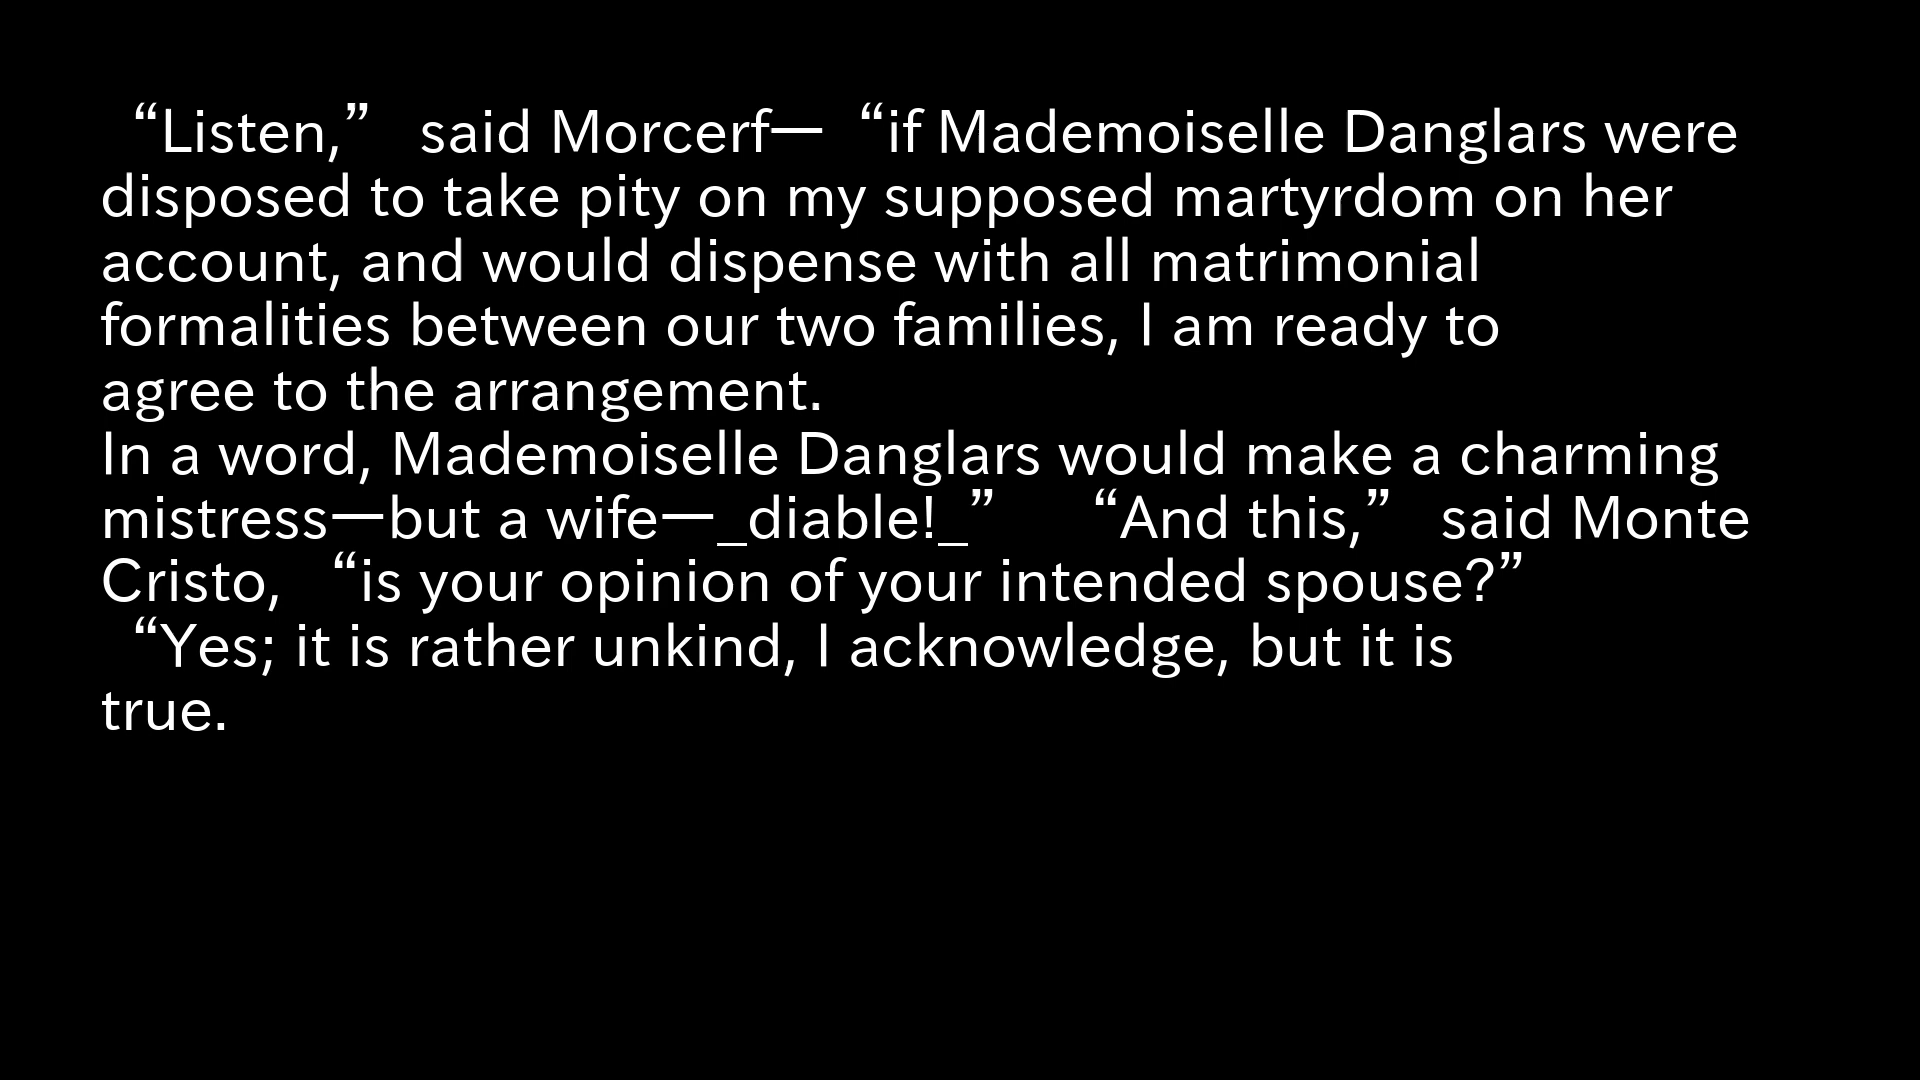 “Listen,” said Morcerf— “if Mademoiselle Danglars were
disposed to take pity on my supposed martyrdom on her
account, and would dispense with all matrimonial
formalities between our two families, I am ready to
agree to the arrangement.
In a word, Mademoiselle Danglars would make a charming
mistress—but a wife—_diable!_” “And this,” said Monte
Cristo, “is your opinion of your intended spouse?”
“Yes; it is rather unkind, I acknowledge, but it is
true.